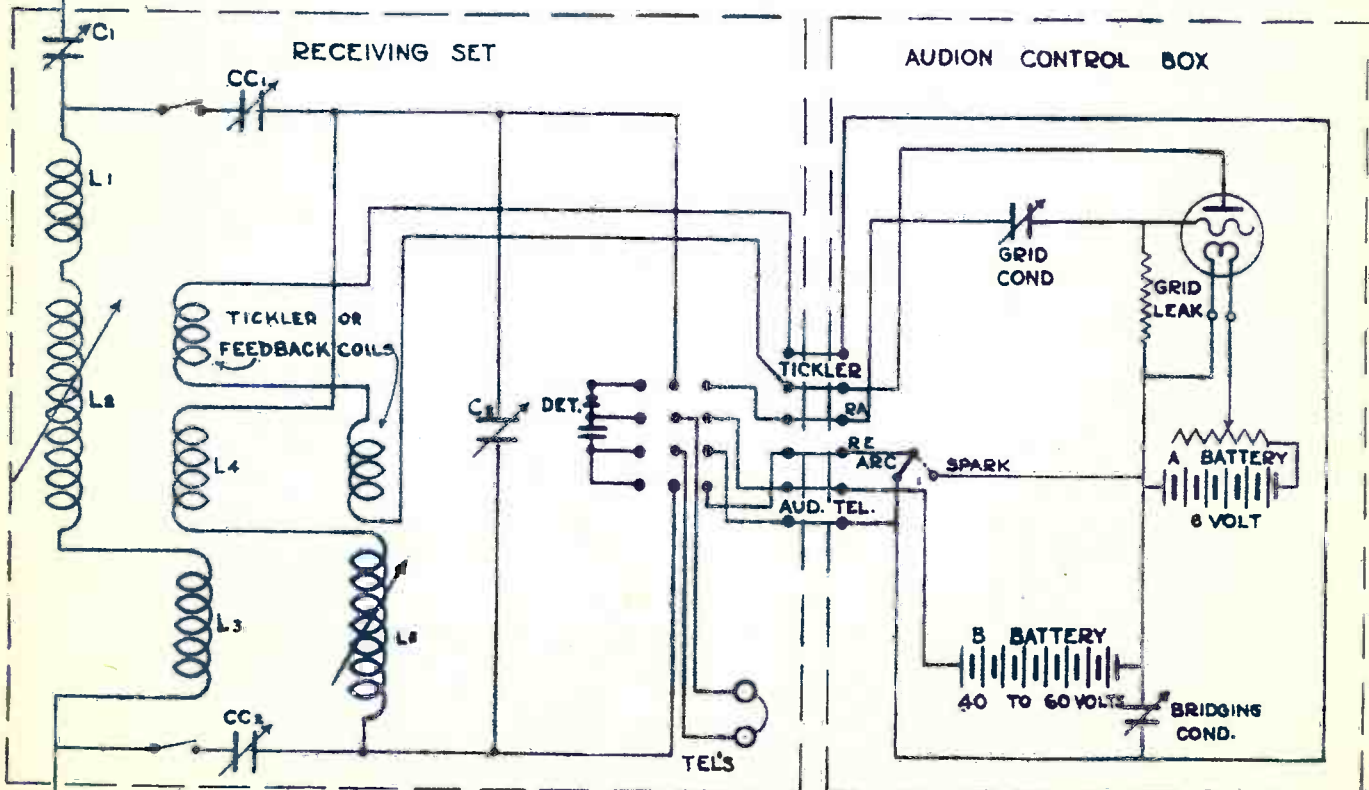 RECEIVING SET
AUDION CONTROL BOX
C1
CC1
L1
TICKLER OR
FEEDBACK COILS
L2
L4
L3
L5
C2
DET.
CC2
TEL'S
TICKLER
RA
RE
ARC
SPARK
AUD. TEL.
GRID
COND
GRID
LEAK
A BATTERY
6 VOLT
B BATTERY
40 TO 60 VOLTS
BRIDGING
COND.